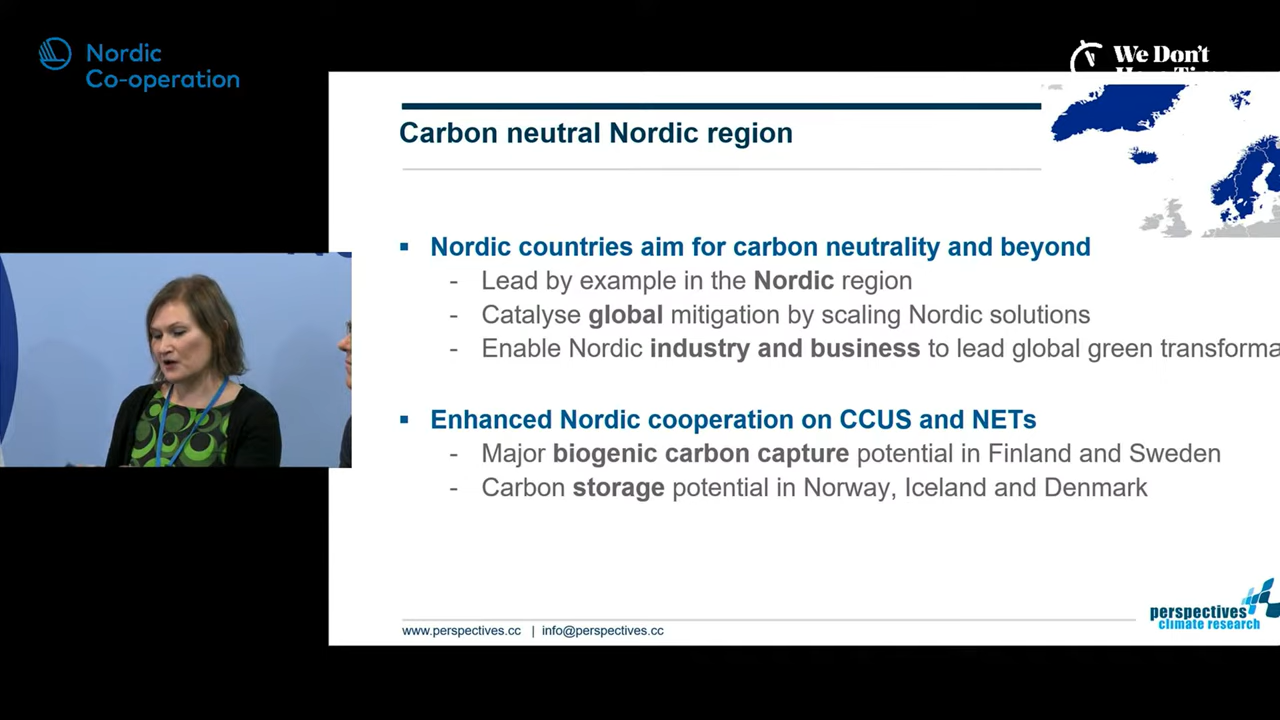 Nordic
Co-operation
We Don't
Carbon neutral Nordic region
Nordic countries aim for carbon neutrality and beyond
- Lead by example in the Nordic region
- Catalyse global mitigation by scaling Nordic solutions
- Enable Nordic industry and business to lead global green transforma
Enhanced Nordic cooperation on CCUS and NETs
- Major biogenic carbon capture potential in Finland and Sweden
- Carbon storage potential in Norway, Iceland and Denmark
www.perspectives.cc | info@perspectives.cc
perspectives
climate research